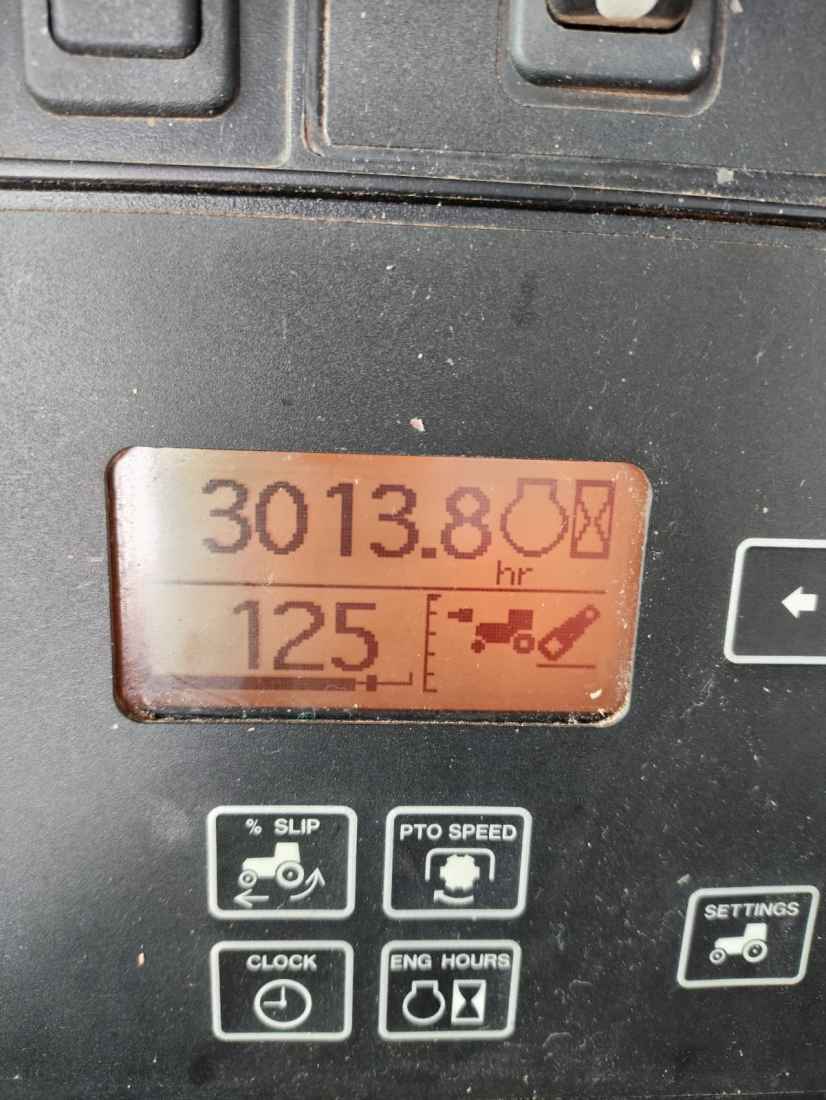 3013.8
hr
125
% SLIP
PTO SPEED
SETTINGS
CLOCK
ENG HOURS